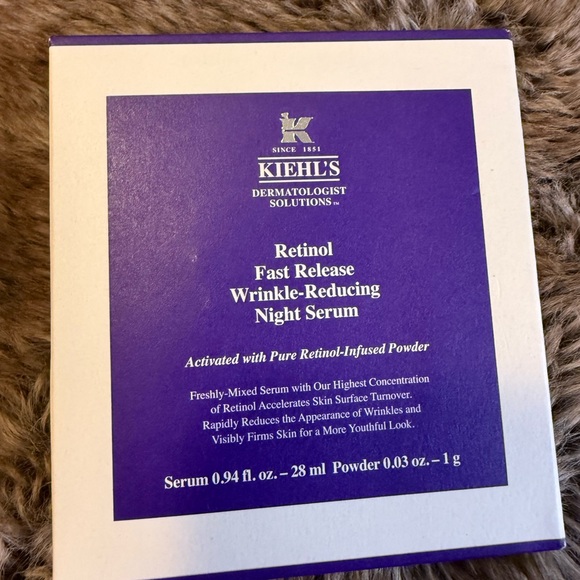 K
SINCE 1851
KIEHL'S
DERMATOLOGIST
SOLUTIONS™
Retinol
Fast Release
Wrinkle-Reducing
Night Serum
Activated with Pure Retinol-Infused Powder
Freshly-Mixed Serum with Our Highest Concentration
of Retinol Accelerates Skin Surface Turnover.
Rapidly Reduces the Appearance of Wrinkles and
Visibly Firms Skin for a More Youthful Look.
Serum 0.94 fl. oz. – 28 ml Powder 0.03 oz. – 1 g